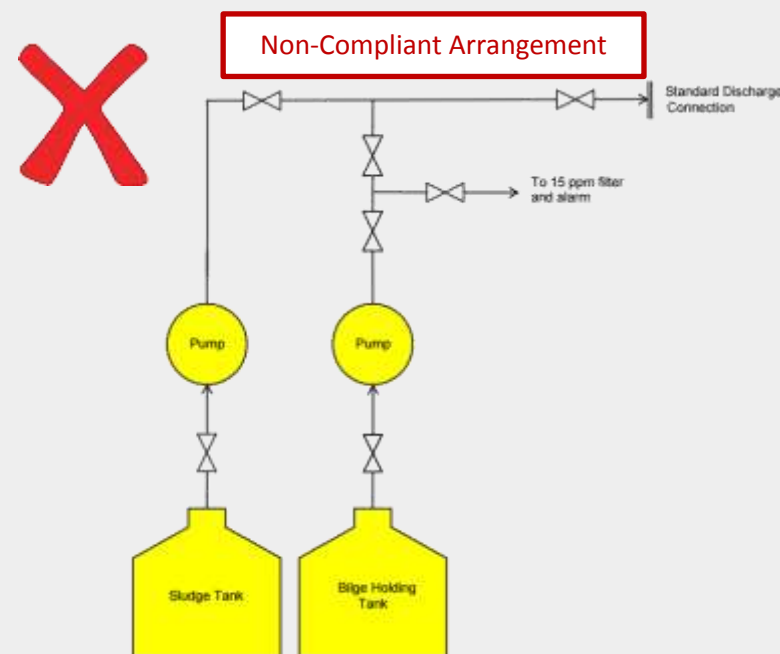 Non-Compliant Arrangement
Standard Discharge
Connection
To 15 ppm filter
and alarm
Pump
Pump
Sludge Tank
Bilge Holding
Tank